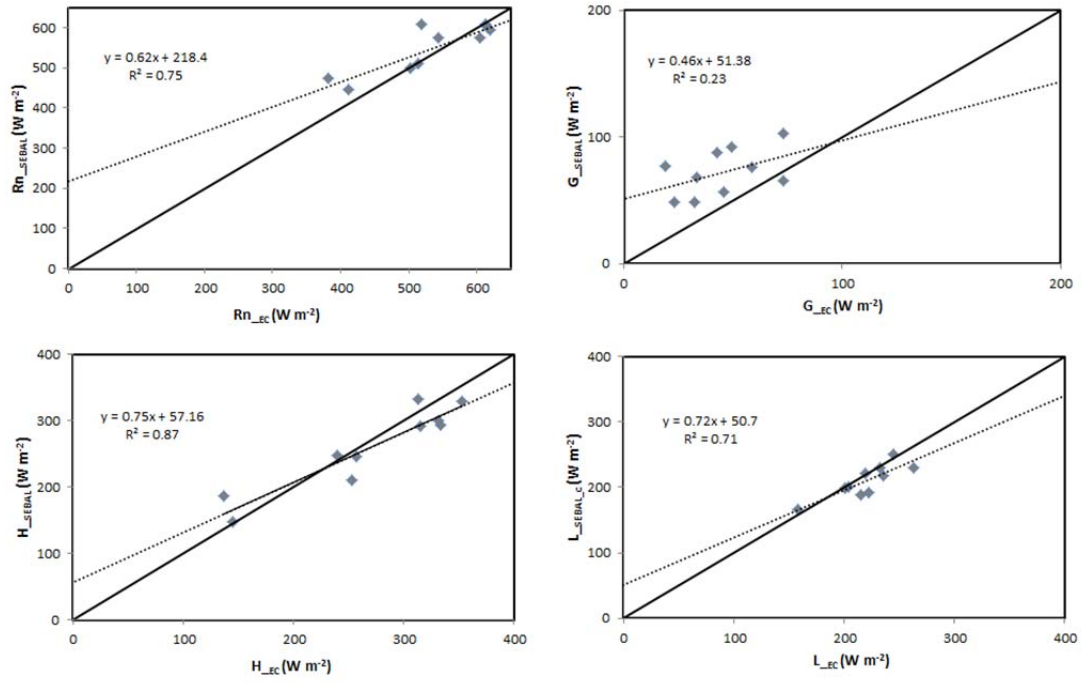 600
500
400
300
200
100
0
Rn_SEBAL (W m-2)
y = 0.62x + 218.4
R² = 0.75
0 100 200 300 400 500 600
Rn_EC (W m-2)
200
100
0
G_SEBAL (W m-2)
y = 0.46x + 51.38
R² = 0.23
0 100 200
G_EC (W m-2)
400
300
200
100
0
H_SEBAL (W m-2)
y = 0.75x + 57.16
R² = 0.87
0 100 200 300 400
H_EC (W m-2)
400
300
200
100
0
L_SEBAL_c (W m-2)
y = 0.72x + 50.7
R² = 0.71
0 100 200 300 400
L_EC (W m-2)